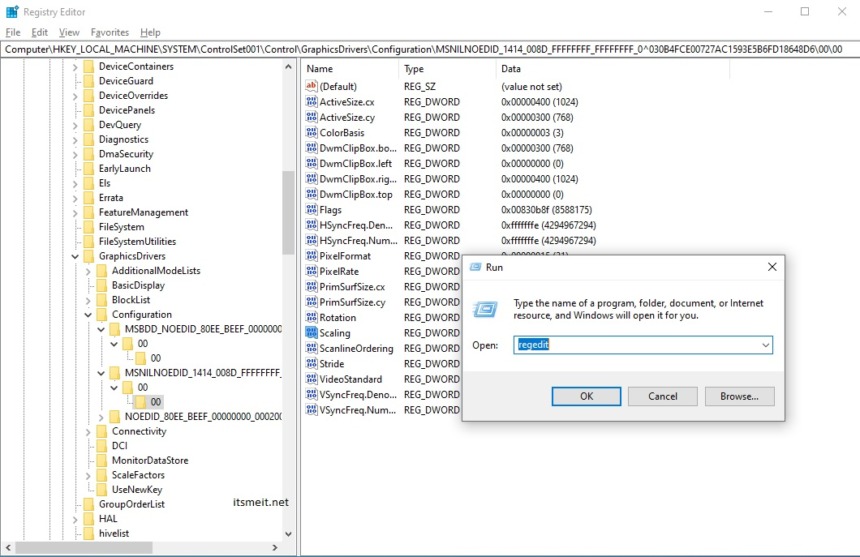 Registry Editor
File Edit View Favorites Help
Computer\HKEY_LOCAL_MACHINE\SYSTEM\ControlSet001\Control\GraphicsDrivers\Configuration\MSNILNOEDID_1414_008D_FFFFFFFF_FFFFFFFF_0^030B4FCE00727AC1593E5B6FD18648D6\00\00
DeviceContainers
DeviceGuard
DeviceOverrides
DevicePanels
DevQuery
Diagnostics
DmaSecurity
EarlyLaunch
Els
Errata
FeatureManagement
FileSystem
FileSystemUtilities
GraphicsDrivers
AdditionalModeLists
BasicDisplay
BlockList
Configuration
MSBDD_NOEDID_80EE_BEEF_0000000
00
00
MSNILNOEDID_1414_008D_FFFFFFFF_
00
00
NOEDID_80EE_BEEF_00000000_000200
Connectivity
DCI
MonitorDataStore
ScaleFactors
UseNewKey
GroupOrderList
HAL
hivelist
itsmeit.net
Name Type Data
(Default) REG_SZ (value not set)
ActiveSize.cx REG_DWORD 0x00000400 (1024)
ActiveSize.cy REG_DWORD 0x00000300 (768)
ColorBasis REG_DWORD 0x00000003 (3)
DwmClipBox.bo... REG_DWORD 0x00000300 (768)
DwmClipBox.left REG_DWORD 0x00000000 (0)
DwmClipBox.rig... REG_DWORD 0x00000400 (1024)
DwmClipBox.top REG_DWORD 0x00000000 (0)
Flags REG_DWORD 0x00830b8f (8588175)
HSyncFreq.Den... REG_DWORD 0xfffffffe (4294967294)
HSyncFreq.Num... REG_DWORD 0xfffffffe (4294967294)
PixelFormat REG_DWORD
PixelRate REG_DWORD
PrimSurfSize.cx REG_DWORD
PrimSurfSize.cy REG_DWORD
Rotation REG_DWORD
Scaling REG_DWORD
ScanlineOrdering REG_DWORD
Stride REG_DWORD
VideoStandard REG_DWORD
VSyncFreq.Deno... REG_DWORD
VSyncFreq.Num... REG_DWORD
Run
Type the name of a program, folder, document, or Internet
resource, and Windows will open it for you.
Open: regedit
OK Cancel Browse...